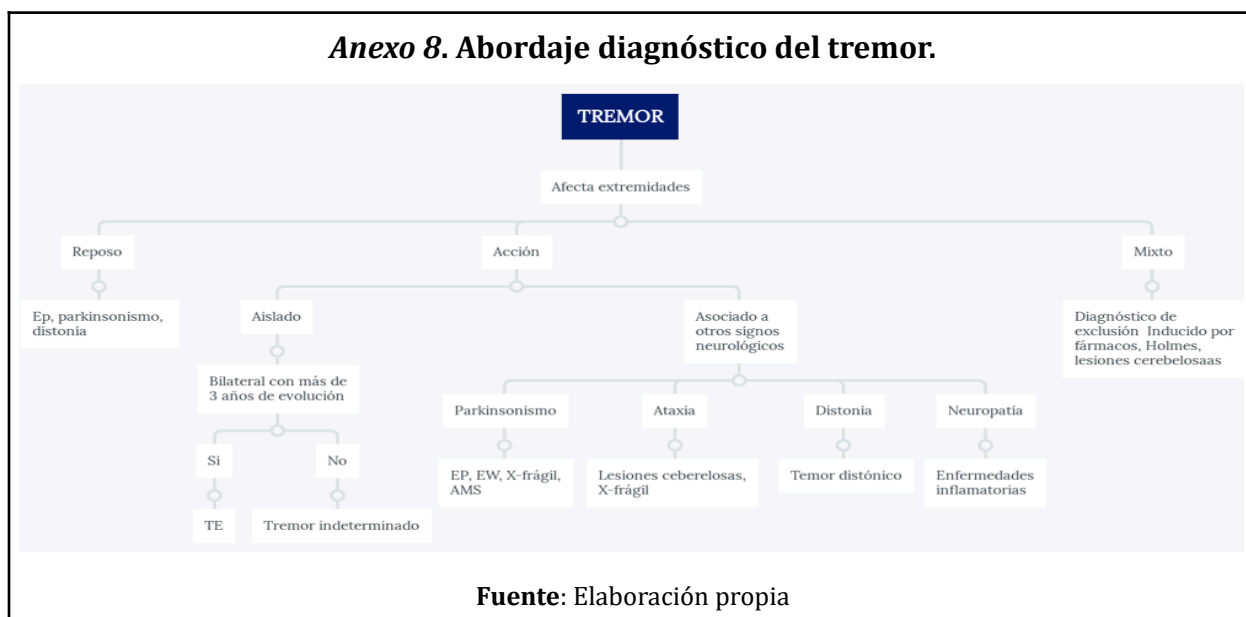 Anexo 8. Abordaje diagnóstico del tremor.
TREMOR
Afecta extremidades
Reposo
Acción
Mixto
Ep, parkinsonismo,
distonía
Aislado
Asociado a
otros signos
neurológicos
Diagnóstico de
exclusión Inducido por
fármacos, Holmes,
lesiones cerebelosaas
Bilateral con más de
3 años de evolución
Parkinsonismo
Ataxia
Distonía
Neuropatía
Si
No
EP, EW, X-frágil,
AMS
Lesiones ceberelosas,
X-frágil
Temor distónico
Enfermedades
inflamatorias
TE
Tremor indeterminado
Fuente: Elaboración propia